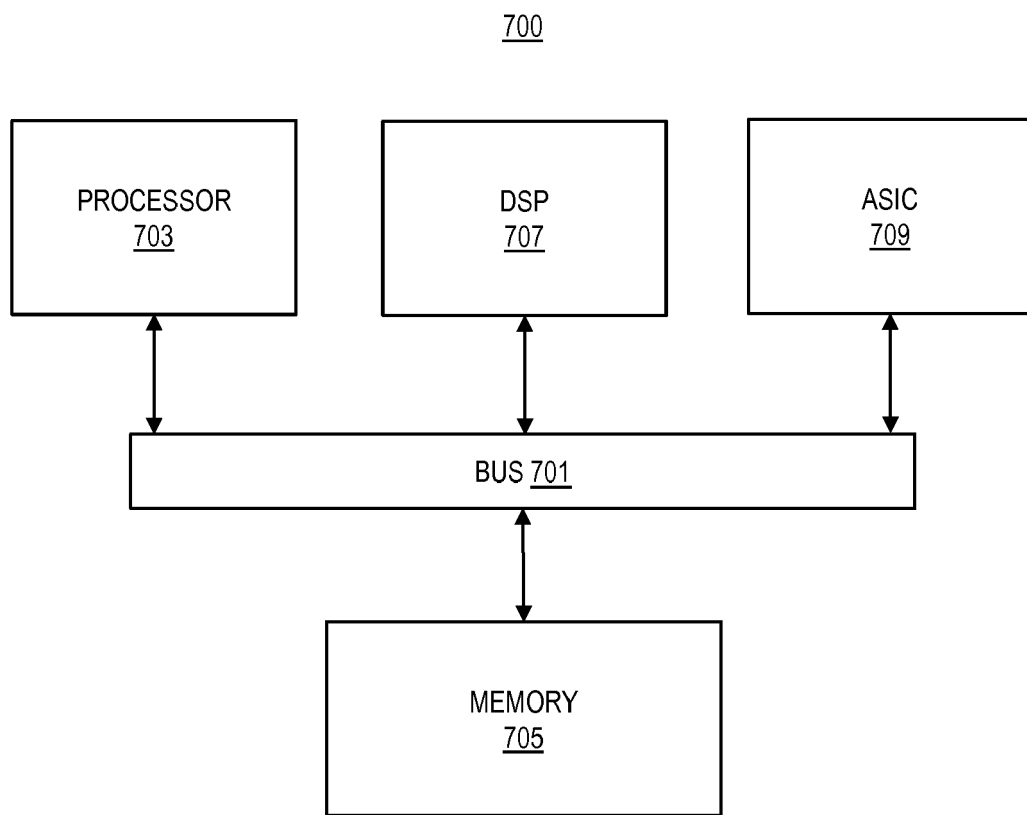 700
PROCESSOR
703
DSP
707
ASIC
709
BUS 701
MEMORY
705